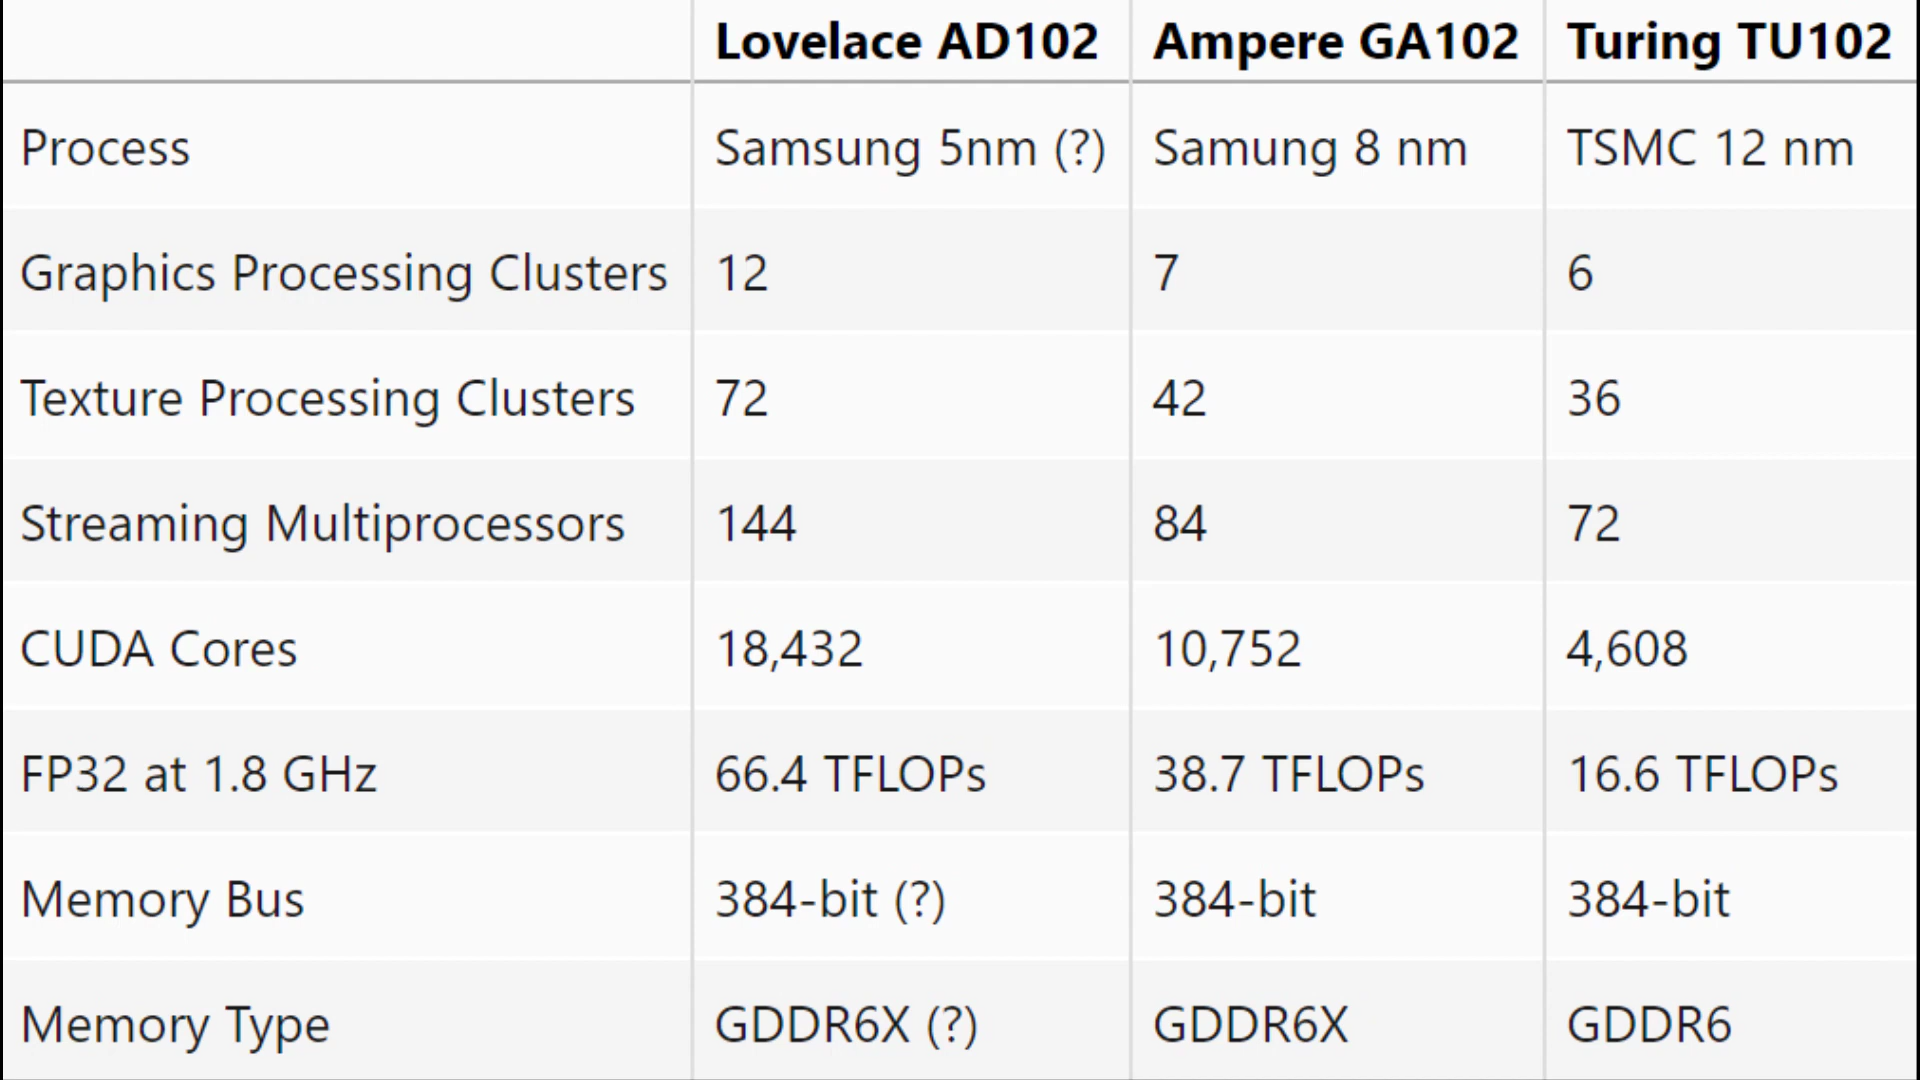 Lovelace AD102 Ampere GA102 Turing TU102
Process Samsung 5nm (?) Samung 8 nm TSMC 12 nm
Graphics Processing Clusters 12 7 6
Texture Processing Clusters 72 42 36
Streaming Multiprocessors 144 84 72
CUDA Cores 18,432 10,752 4,608
FP32 at 1.8 GHz 66.4 TFLOPs 38.7 TFLOPs 16.6 TFLOPs
Memory Bus 384-bit (?) 384-bit 384-bit
Memory Type GDDR6X (?) GDDR6X GDDR6